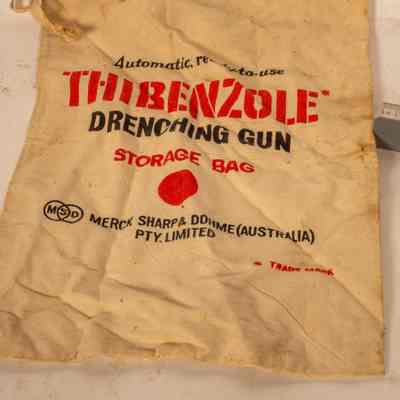 Automatic, ready-to-use
THIBENZOLE
DRENCHING GUN
STORAGE BAG
MSD MERCK SHARP & DOHME (AUSTRALIA)
PTY. LIMITED
TRADE MARK